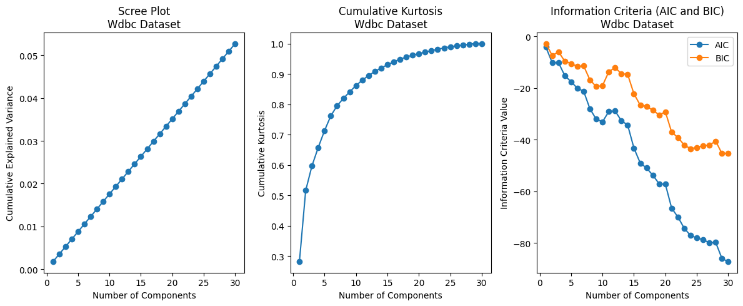 Scree Plot
Wdbc Dataset
Cumulative Explained Variance
0.05
0.04
0.03
0.02
0.01
0.00
0 5 10 15 20 25 30
Number of Components
Cumulative Kurtosis
Wdbc Dataset
Cumulative Kurtosis
1.0
0.9
0.8
0.7
0.6
0.5
0.4
0.3
0 5 10 15 20 25 30
Number of Components
Information Criteria (AIC and BIC)
Wdbc Dataset
Information Criteria Value
0
−20
−40
−60
−80
AIC
BIC
0 5 10 15 20 25 30
Number of Components